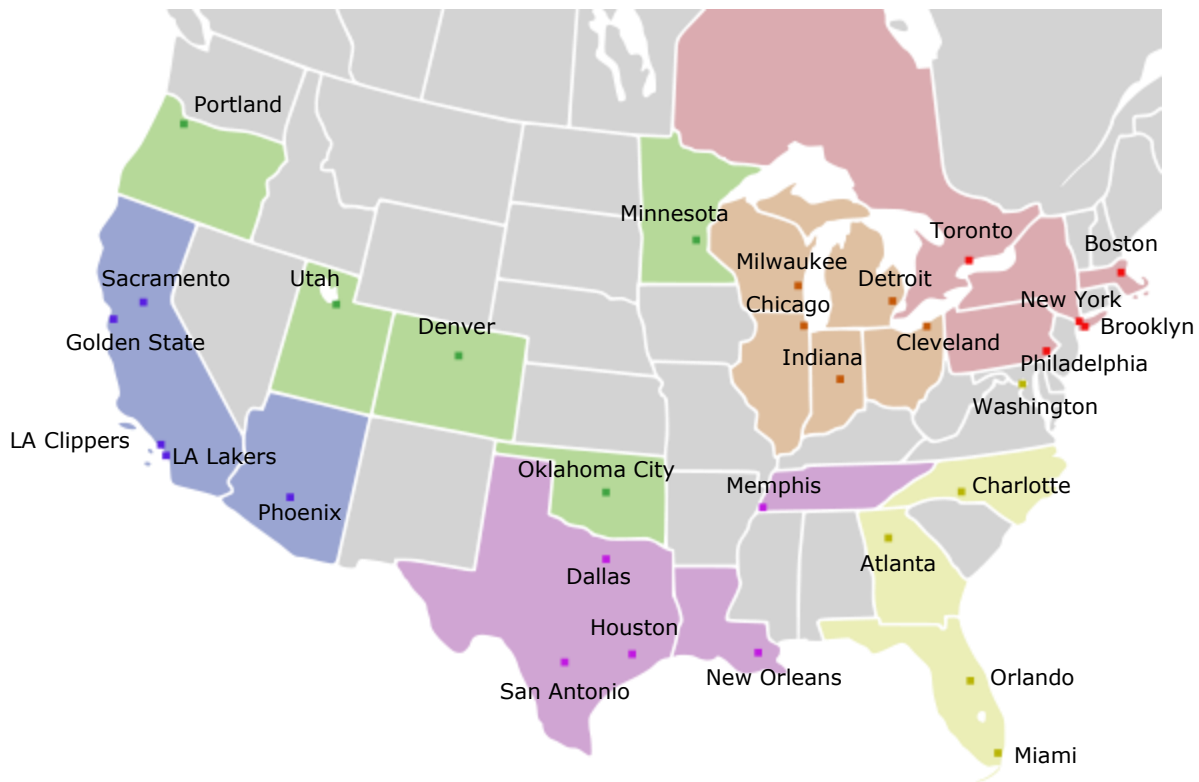 Portland
Minnesota
Toronto
Boston
Sacramento
Utah
Milwaukee
Detroit
Chicago
New York
Golden State
Denver
Cleveland
Brooklyn
Indiana
Philadelphia
Washington
LA Clippers
LA Lakers
Oklahoma City
Memphis
Charlotte
Phoenix
Atlanta
Dallas
Houston
New Orleans
Orlando
San Antonio
Miami